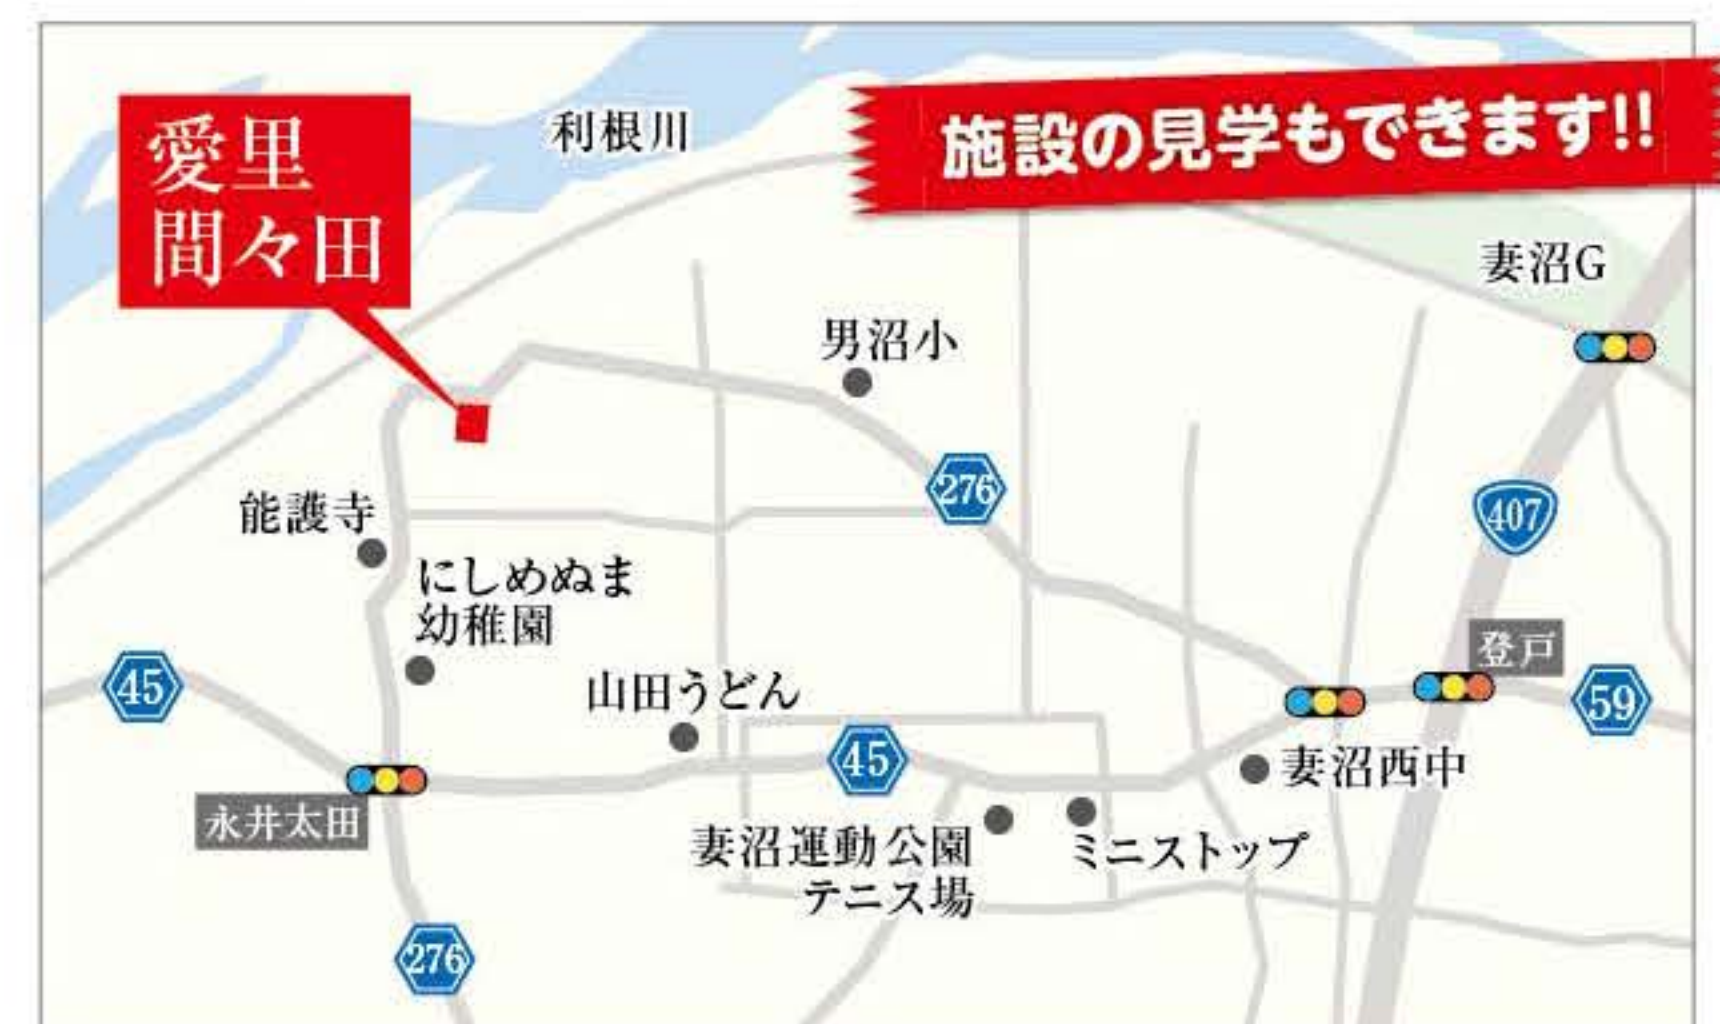 愛里
間々田
利根川
施設の見学もできます!!
妻沼G
男沼小
276
407
能護寺
にしめぬま
幼稚園
登戸
45
山田うどん
59
45
妻沼西中
永井太田
妻沼運動公園
テニス場
ミニストップ
276